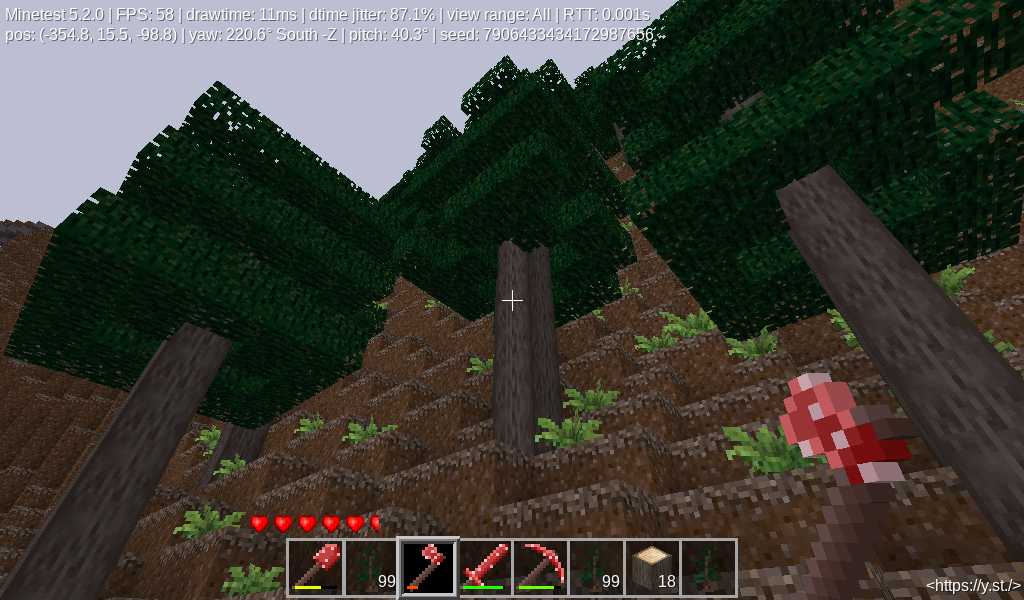 Minetest 5.2.0 | FPS: 58 | drawtime: 11ms | dtime jitter: 87.1% | view range: All | RTT: 0.001s
pos: (-354.8, 15.5, -98.8) | yaw: 220.6° South -Z | pitch: 40.3° | seed: 7906433434172987656
99
99
18
<https://y.st./>